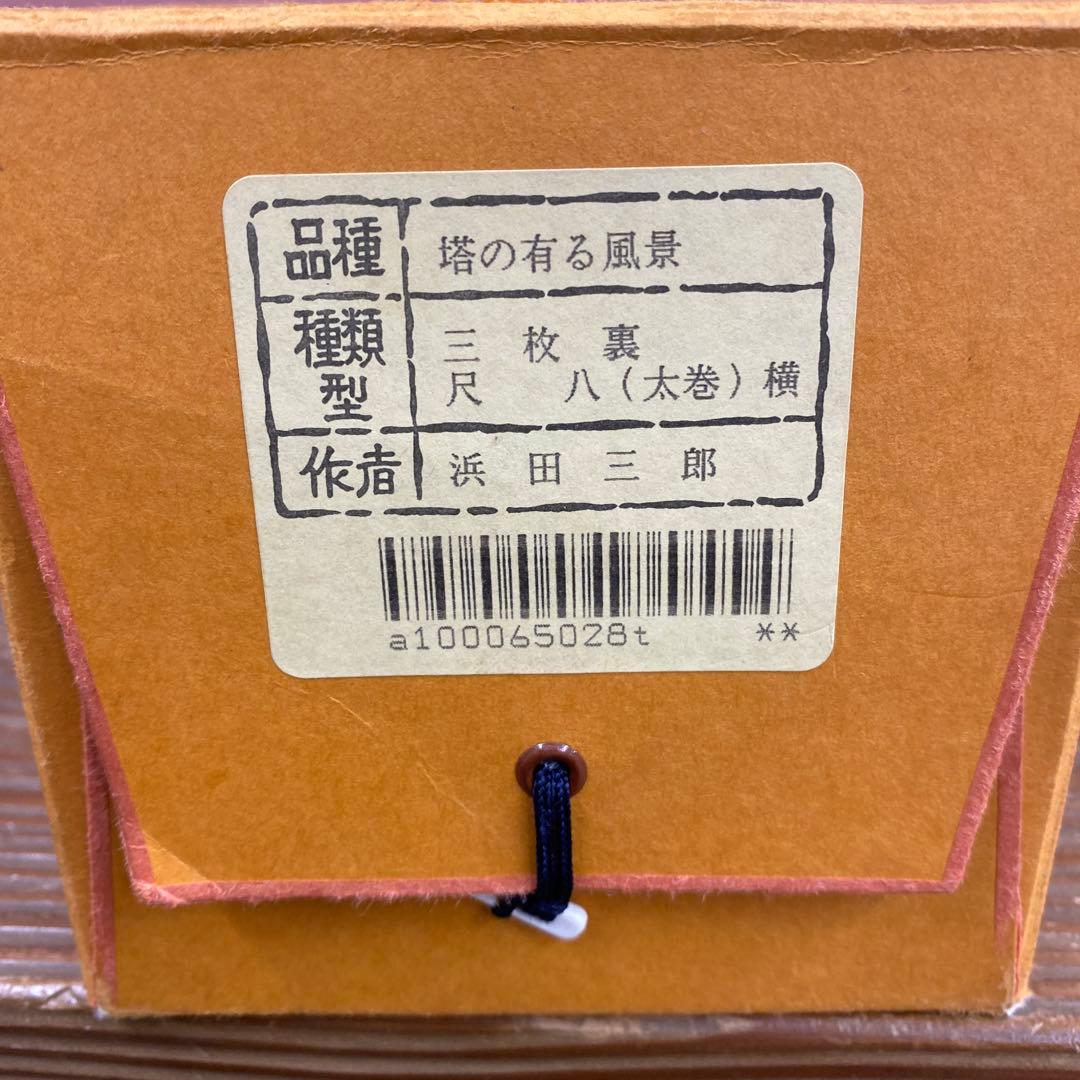 品種 塔の有る風景
種類 三 枚 裏
型 尺 八（太巻）横
作者 浜 田 三 郎
a100065028t **